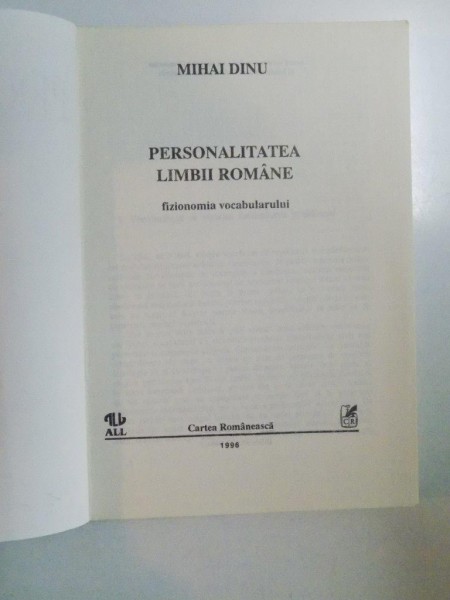 MIHAI DINU
PERSONALITATEA
LIMBII ROMÂNE
fizionomia vocabularului
ALL
Cartea Românească
CR
1996